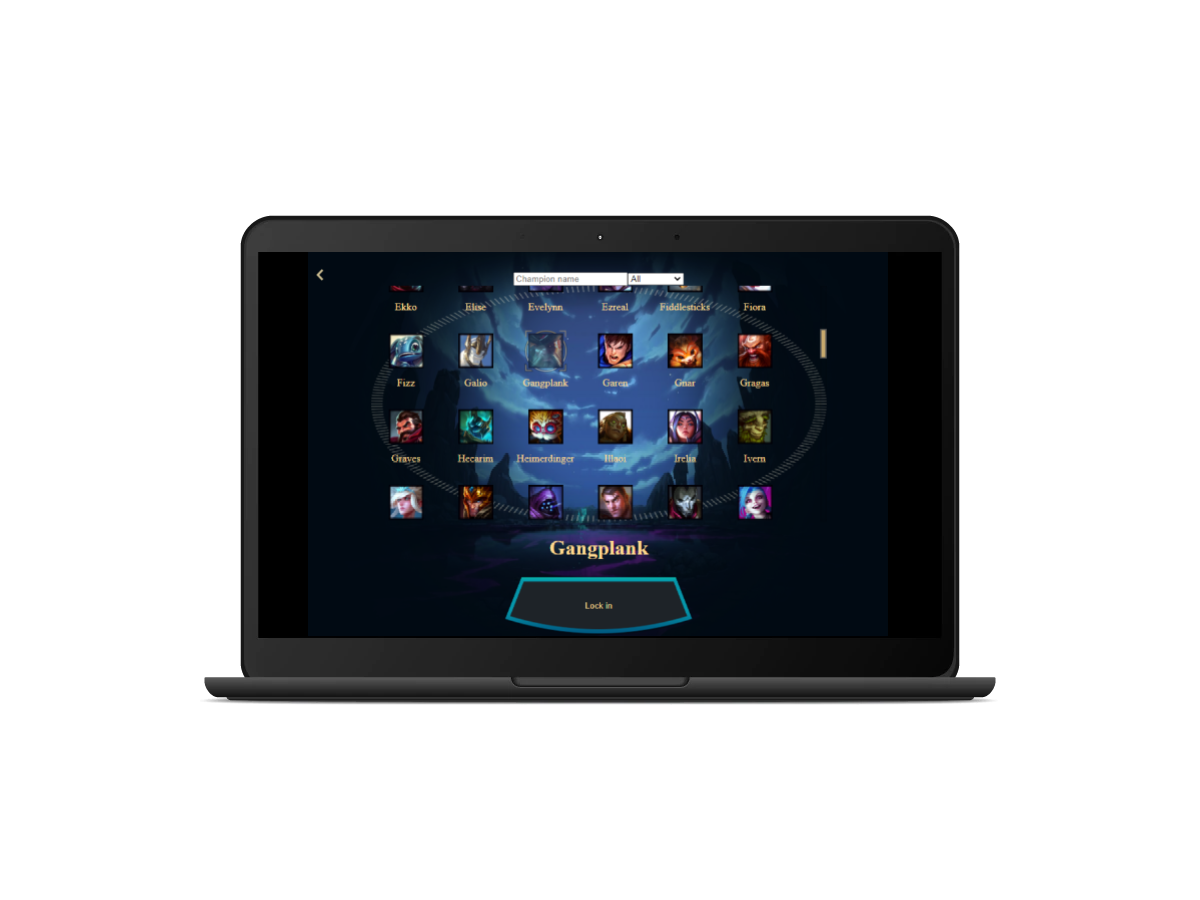 Champion name All
Ekko Elise Evelynn Ezreal Fiddlesticks Fiora
Fizz Galio Gangplank Garen Gnar Gragas
Graves Hecarim Heimerdinger Illaoi Irelia Ivern
Gangplank
Lock in